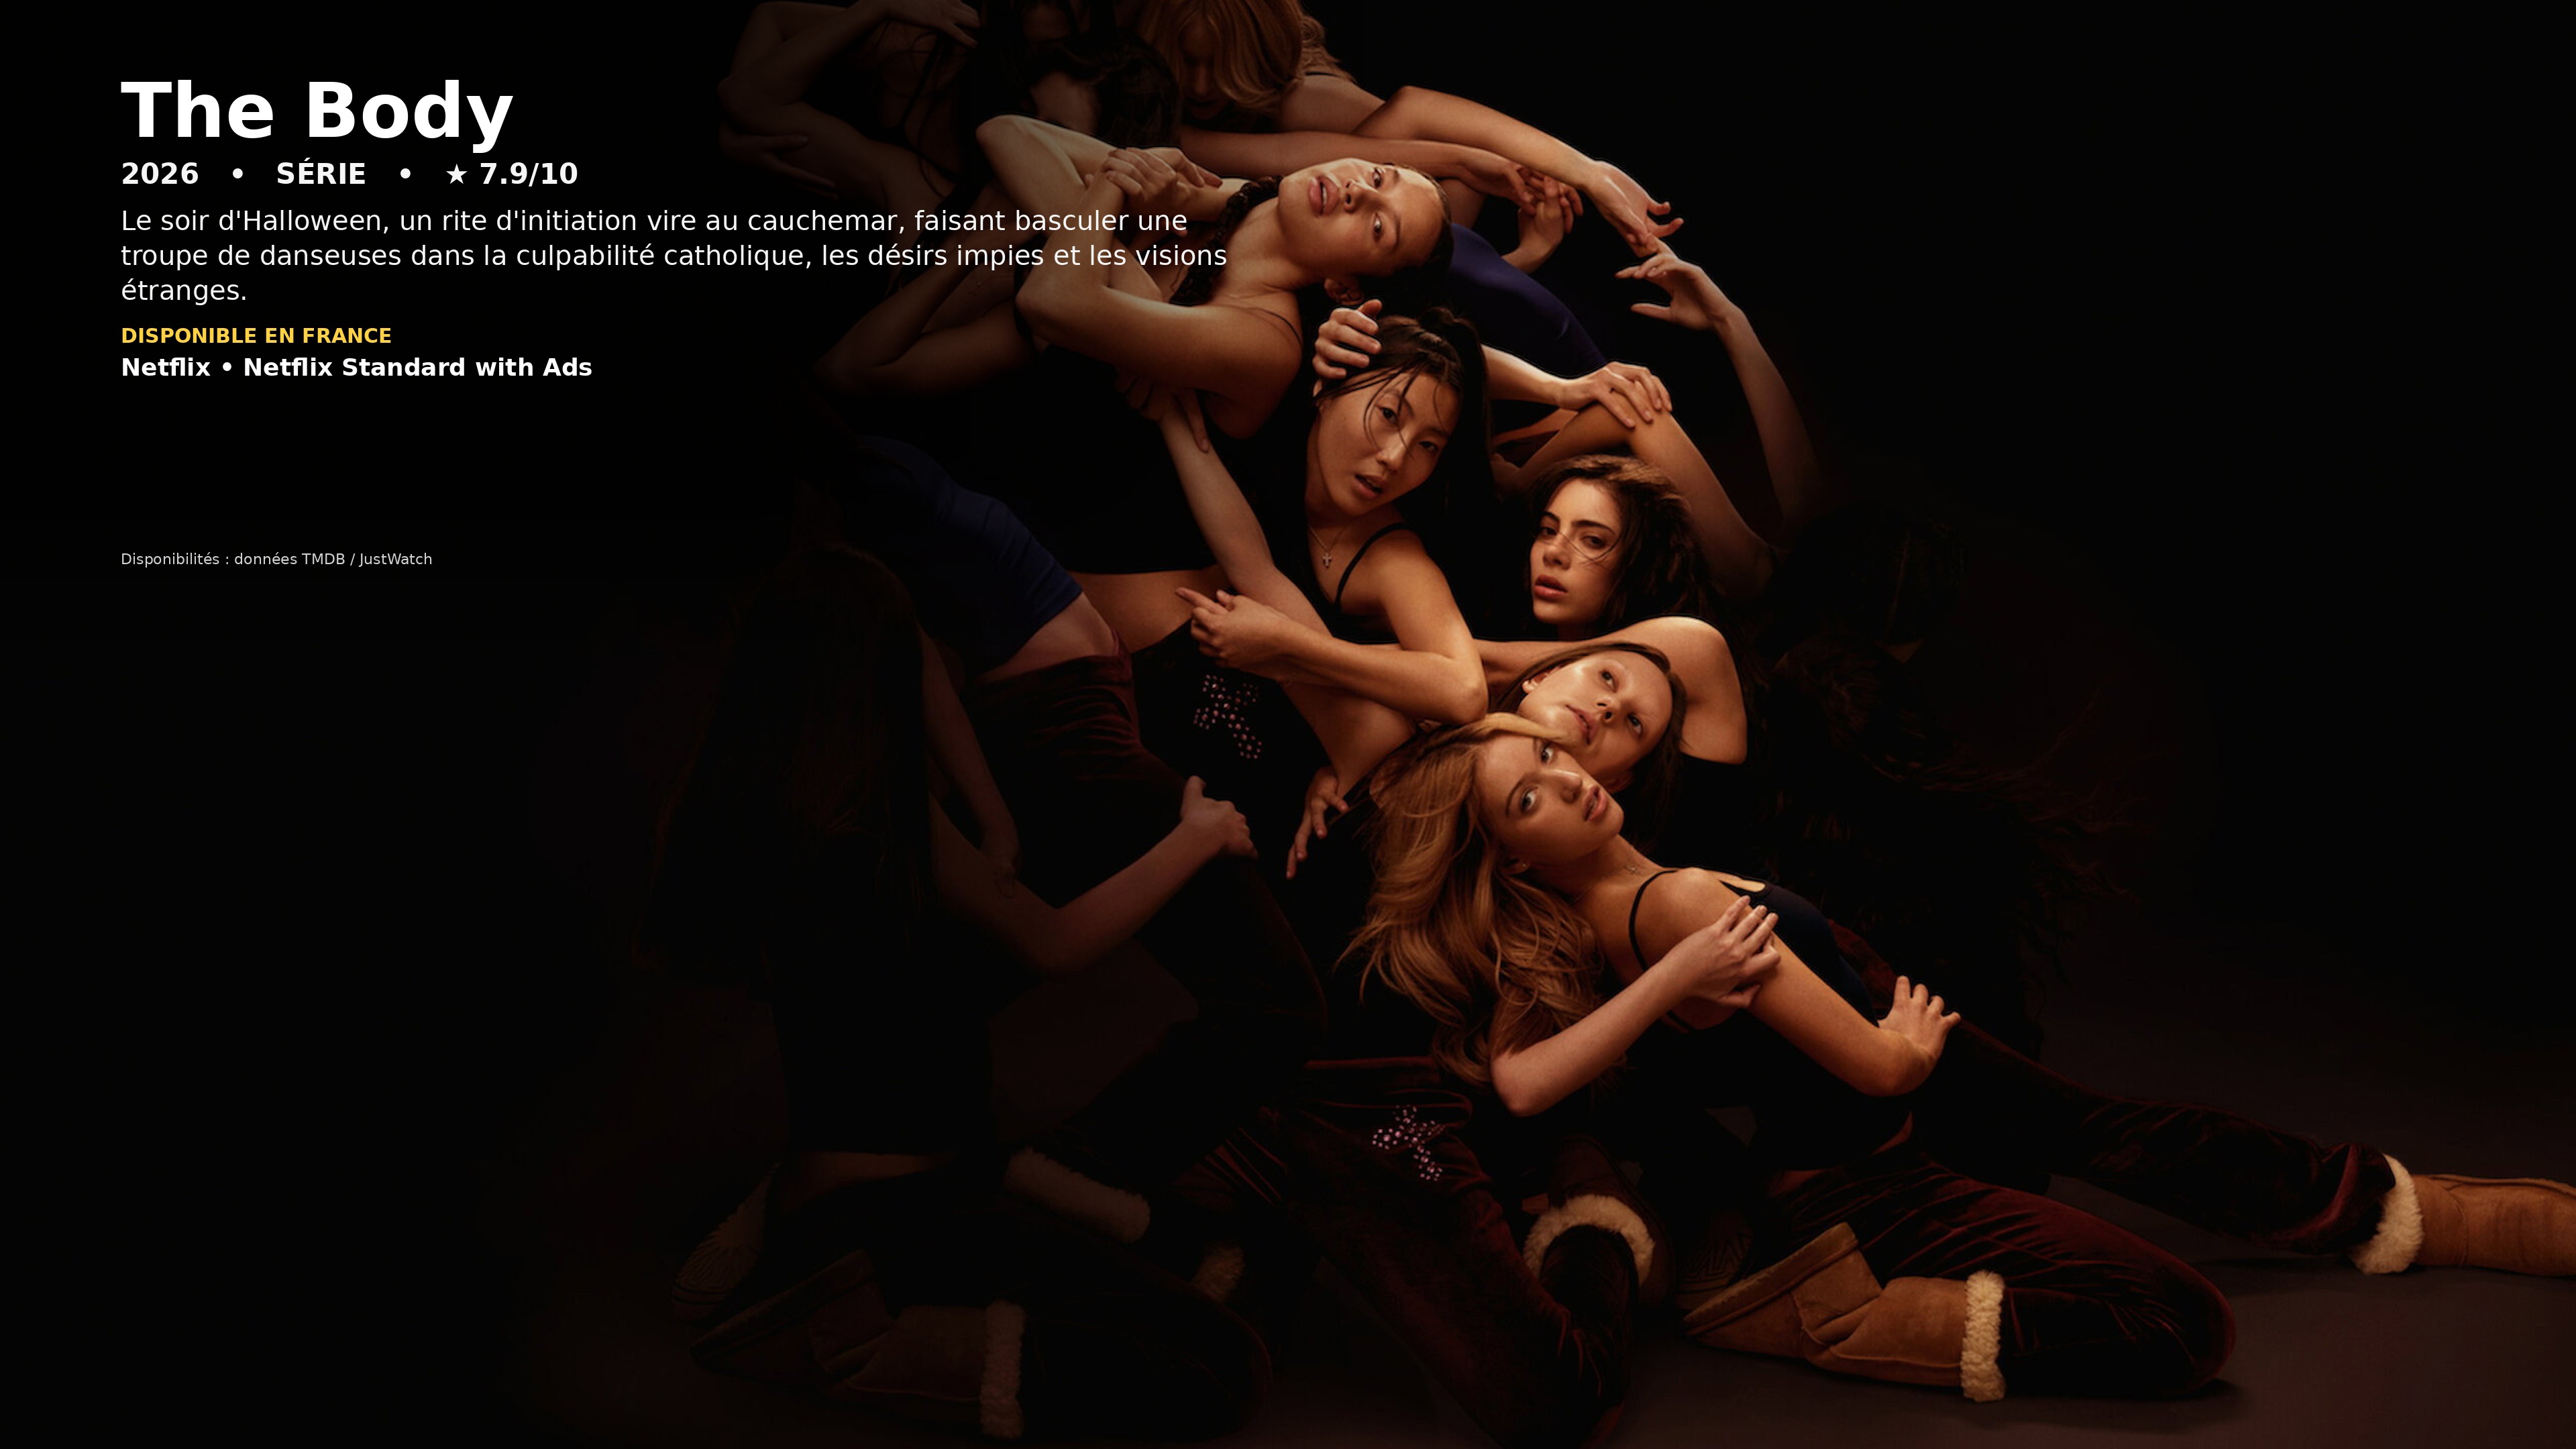 The Body
2026 • SÉRIE • ★ 7.9/10
Le soir d'Halloween, un rite d'initiation vire au cauchemar, faisant basculer une
troupe de danseuses dans la culpabilité catholique, les désirs impies et les visions
étranges.
DISPONIBLE EN FRANCE
Netflix • Netflix Standard with Ads
Disponibilités : données TMDB / JustWatch